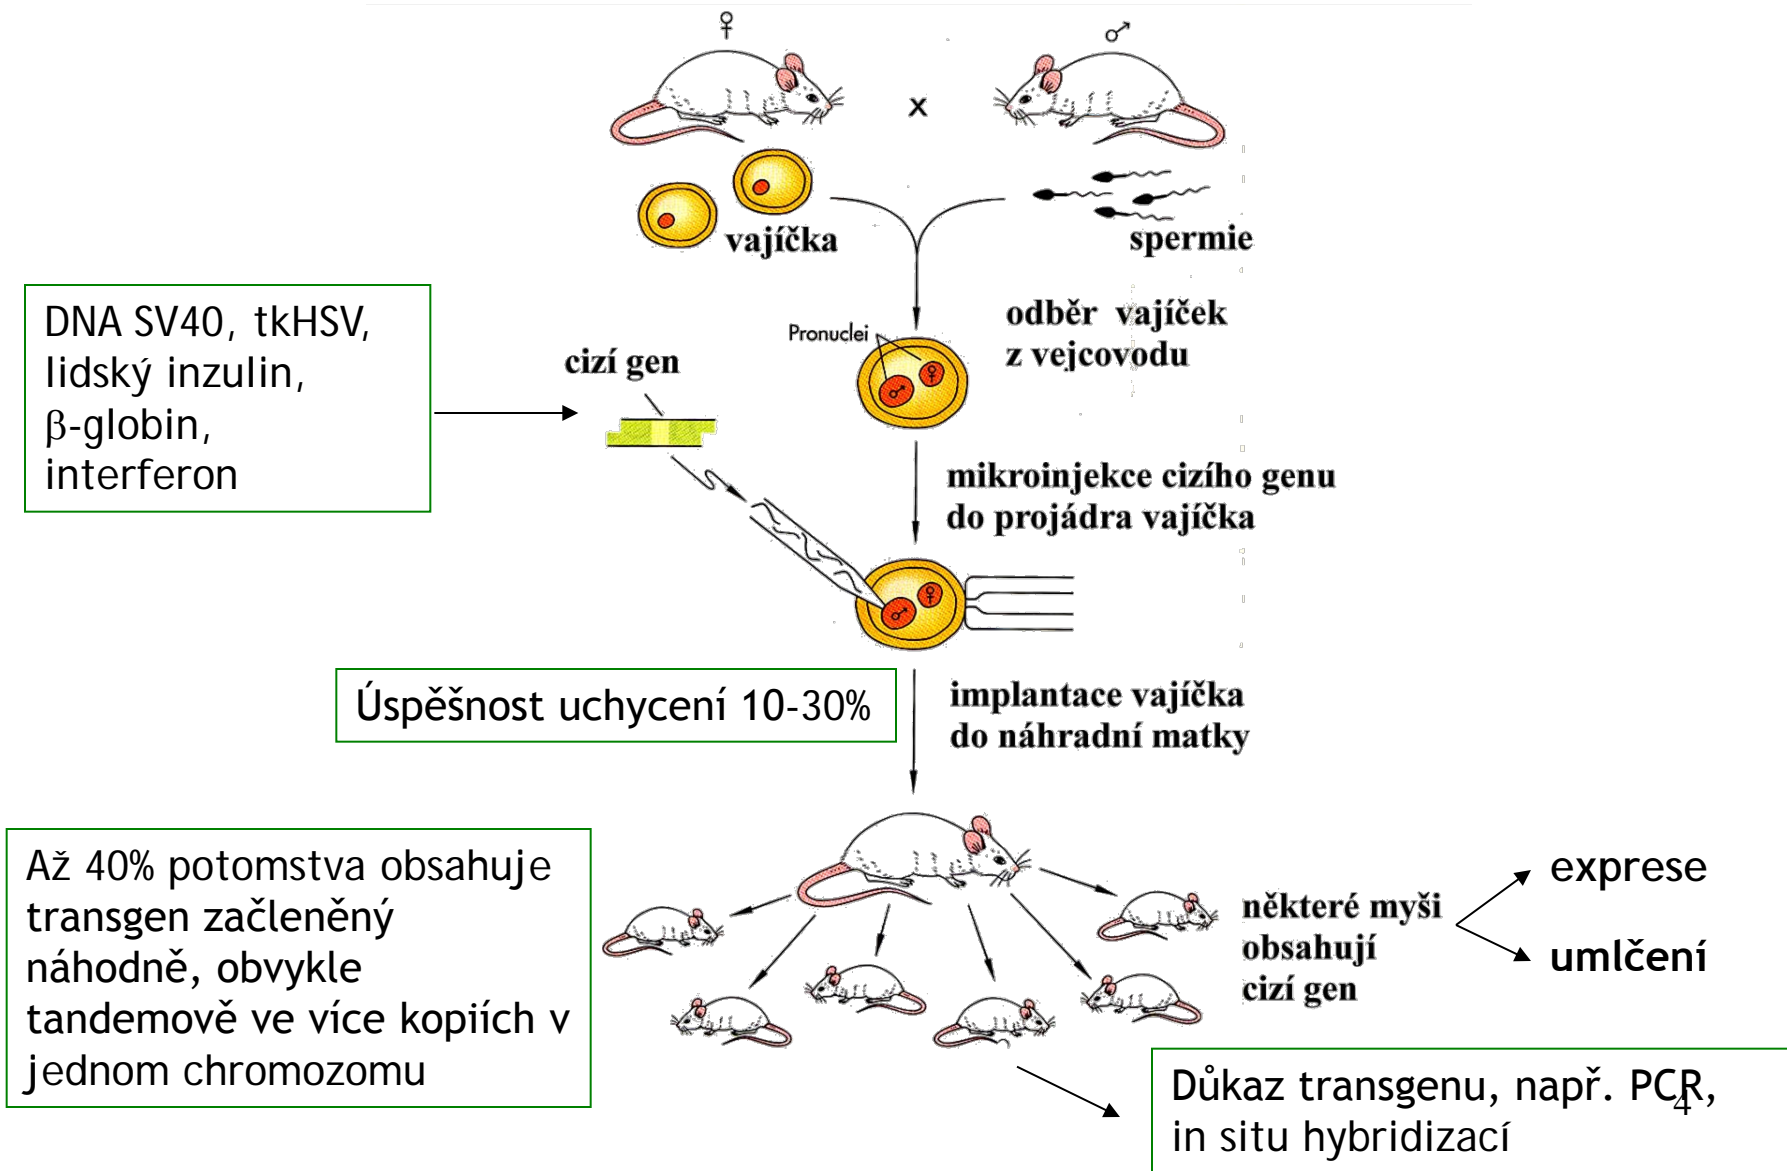 ♀
♂
x
vajíčka
spermie
DNA SV40, tkHSV,
lidský inzulin,
β-globin,
interferon
odběr vajíček
z vejcovodu
Pronuclei
♂
♀
cizí gen
mikroinjekce cizího genu
do projádra vajíčka
♂
♀
Úspěšnost uchycení 10-30%
implantace vajíčka
do náhradní matky
Až 40% potomstva obsahuje
transgen začleněný
náhodně, obvykle
tandemově ve více kopiích v
jednom chromozomu
některé myši
obsahují
cizí gen
exprese
umlčení
Důkaz transgenu, např. PCR,
in situ hybridizací
4